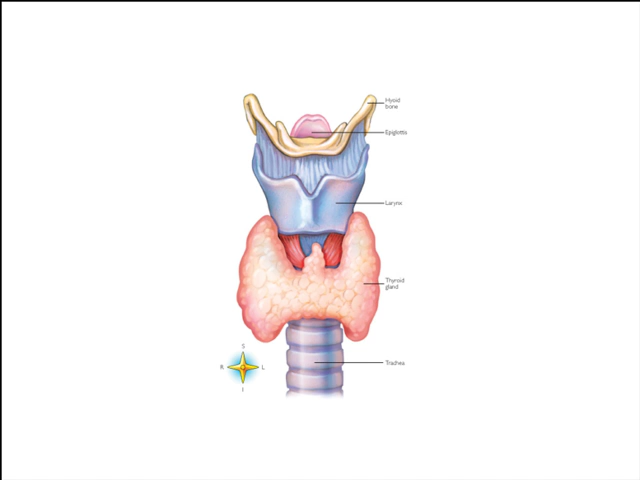 Hyoid
bone
Epiglottis
Larynx
Thyroid
gland
Trachea
S
R L
I